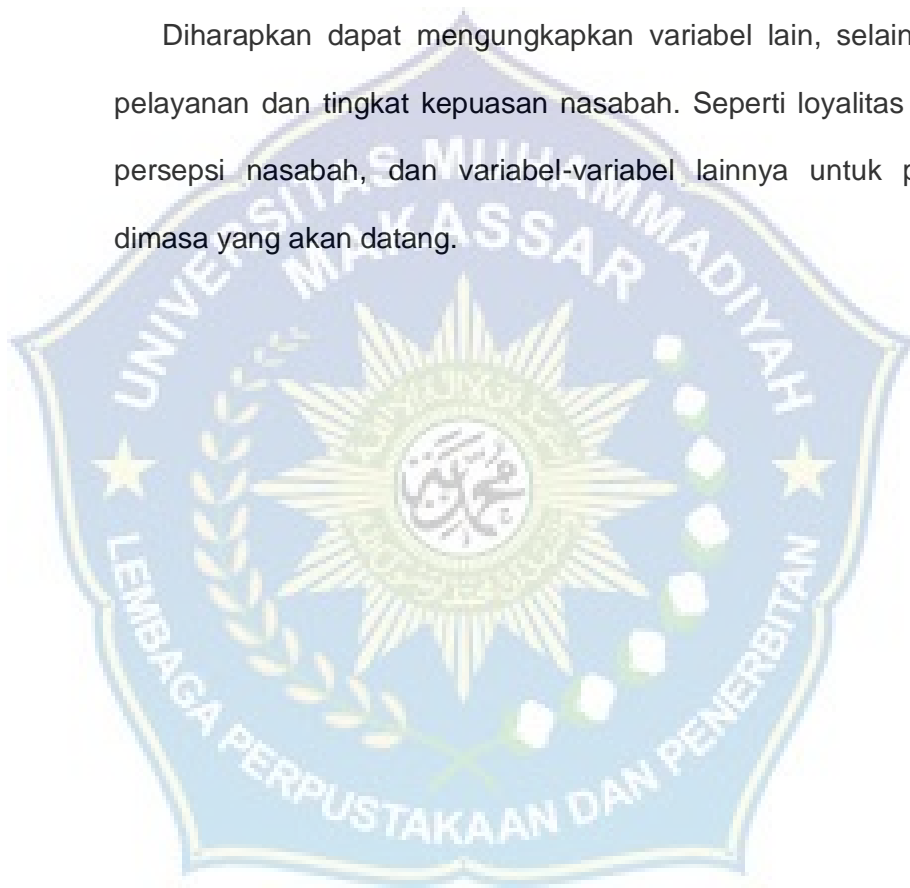 Diharapkan dapat mengungkapkan variabel lain, selain
pelayanan dan tingkat kepuasan nasabah. Seperti loyalitas
persepsi nasabah, dan variabel-variabel lainnya untuk p
dimasa yang akan datang.
UNIVERSITAS MUHAMMADIYAH
MAKASSAR
LEMBAGA PERPUSTAKAAN DAN PENERBITAN